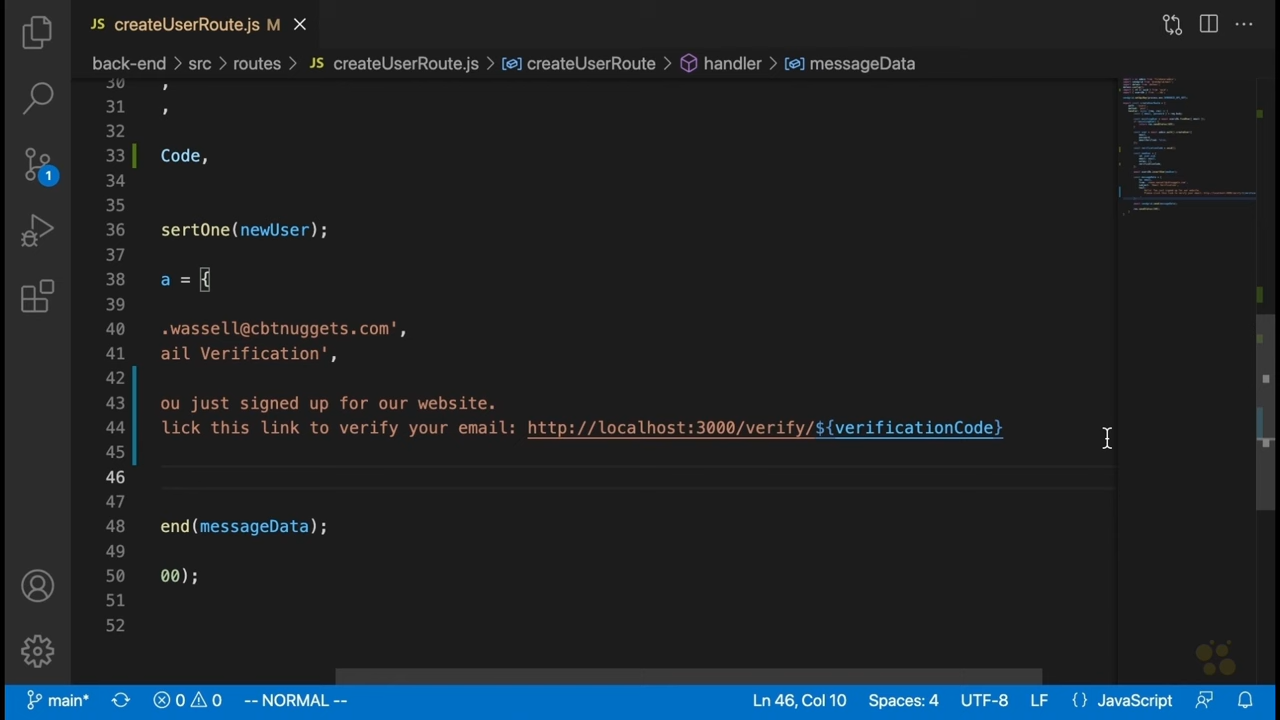 JS createUserRoute.js M
back-end > src > routes > JS createUserRoute.js > createUserRoute > handler > messageData
30 ,
31 ,
32
33 Code,
34
35
36 sertOne(newUser);
37
38 a = {
39
40 .wassell@cbtnuggets.com',
41 ail Verification',
42
43 ou just signed up for our website.
44 lick this link to verify your email: http://localhost:3000/verify/${verificationCode}
45
46
47
48 end(messageData);
49
50 00);
51
52
1
main* 0 0 -- NORMAL -- Ln 46, Col 10 Spaces: 4 UTF-8 LF {} JavaScript